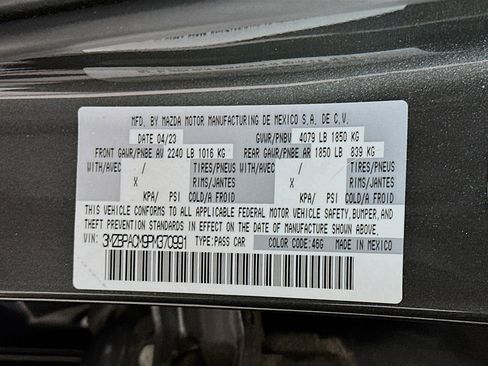 MFD. BY MAZDA MOTOR MANUFACTURING DE MEXICO S.A. DE C.V.
DATE 04/23 GVWR/PNBV 4079 LB 1850 KG
FRONT GAWR/PNBE AV 2240 LB 1016 KG REAR GAWR/PNBE AR 1850 LB 839 KG
WITH/AVEC / TIRES/PNEUS WITH/AVEC / TIRES/PNEUS
X RIMS/JANTES X RIMS/JANTES
KPA/ PSI COLD/A FROID KPA/ PSI COLD/A FROID
THIS VEHICLE CONFORMS TO ALL APPLICABLE FEDERAL MOTOR VEHICLE SAFETY, BUMPER, AND
THEFT PREVENTION STANDARDS IN EFFECT ON THE DATE OF MANUFACTURE SHOWN ABOVE.
VIN: 3MZBPACM9PM370991 TYPE: PASS CAR COLOR CODE: 46G MADE IN MEXICO